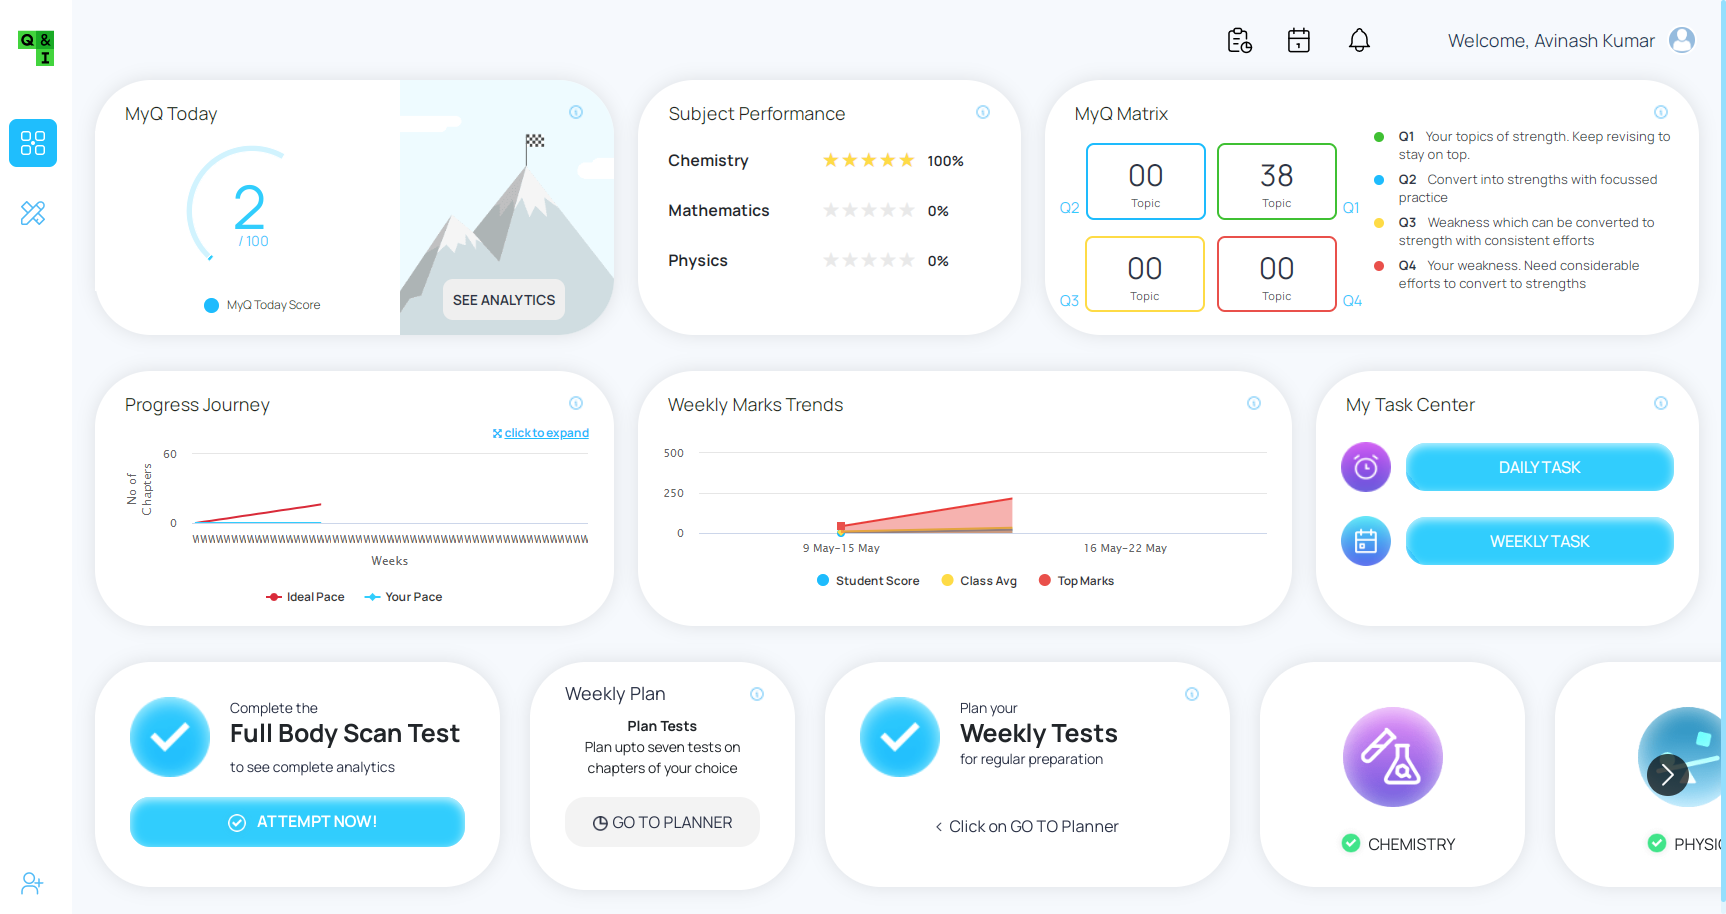 Q &
I
Welcome, Avinash Kumar
MyQ Today
2
/ 100
MyQ Today Score
SEE ANALYTICS
Subject Performance
Chemistry 100%
Mathematics 0%
Physics 0%
MyQ Matrix
Q2
00
Topic
38
Topic
Q1
Q3
00
Topic
00
Topic
Q4
Q1 Your topics of strength. Keep revising to
stay on top.
Q2 Convert into strengths with focussed
practice
Q3 Weakness which can be converted to
strength with consistent efforts
Q4 Your weakness. Need considerable
efforts to convert to strengths
Progress Journey
click to expand
No of
Chapters
60
0
Weeks
Ideal Pace Your Pace
Weekly Marks Trends
500
250
0
9 May-15 May 16 May-22 May
Student Score Class Avg Top Marks
My Task Center
DAILY TASK
WEEKLY TASK
Complete the
Full Body Scan Test
to see complete analytics
ATTEMPT NOW!
Weekly Plan
Plan Tests
Plan upto seven tests on
chapters of your choice
GO TO PLANNER
Plan your
Weekly Tests
for regular preparation
< Click on GO TO Planner
CHEMISTRY
PHYSIC